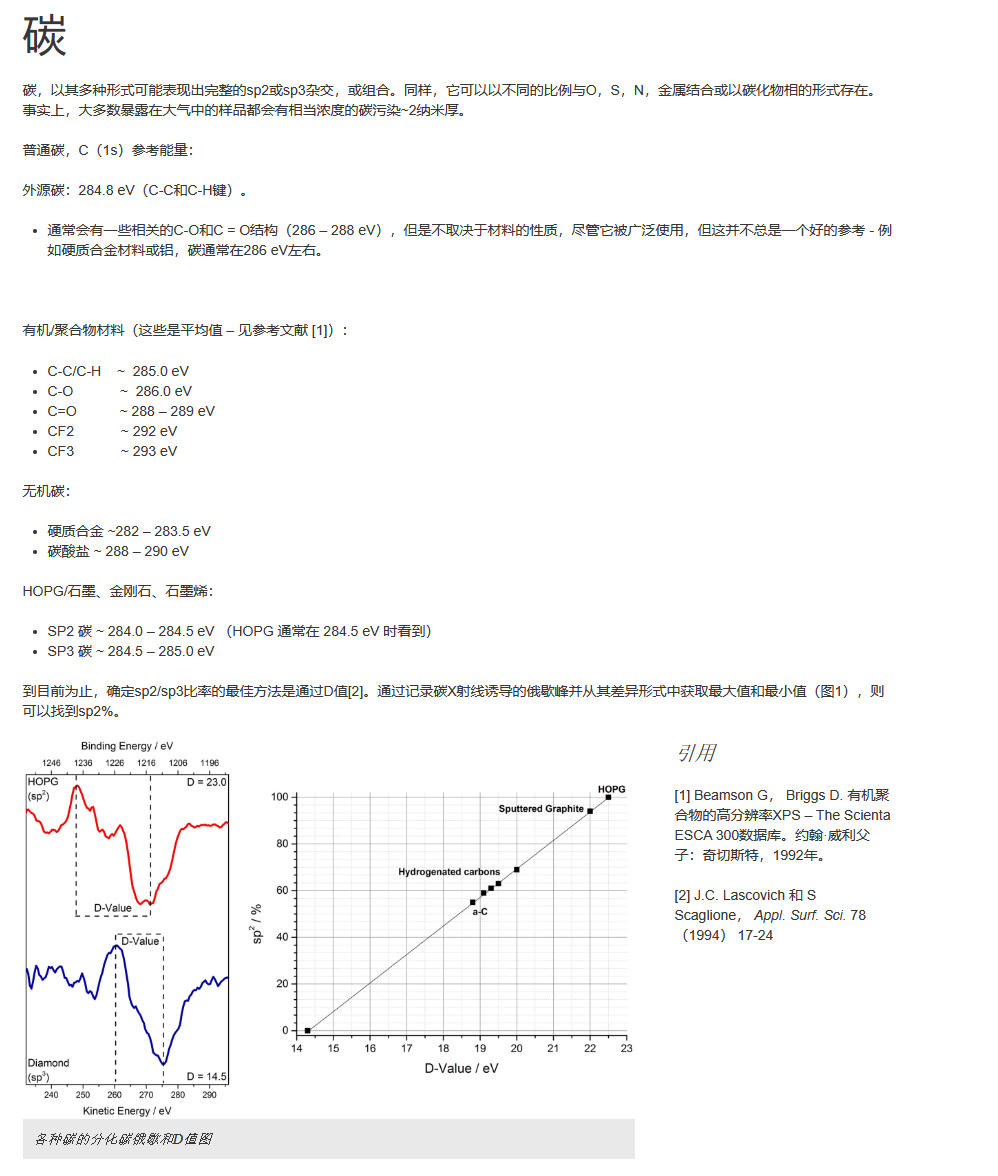 碳
碳，以其多种形式可能表现出完整的sp2或sp3杂交，或组合。同样，它可以以不同的比例与O，S，N，金属结合或以碳化物相的形式存在。
事实上，大多数暴露在大气中的样品都会有相当浓度的碳污染~2纳米厚。
普通碳，C（1s）参考能量：
外源碳：284.8 eV（C-C和C-H键）。
• 通常会有一些相关的C-O和C = O结构（286 – 288 eV），但是不取决于材料的性质，尽管它被广泛使用，但这并不总是一个好的参考 - 例
如硬质合金材料或铝，碳通常在286 eV左右。
有机/聚合物材料（这些是平均值 – 见参考文献 [1]）：
• C-C/C-H ~ 285.0 eV
• C-O ~ 286.0 eV
• C=O ~ 288 – 289 eV
• CF2 ~ 292 eV
• CF3 ~ 293 eV
无机碳：
• 硬质合金 ~282 – 283.5 eV
• 碳酸盐 ~ 288 – 290 eV
HOPG/石墨、金刚石、石墨烯：
• SP2 碳 ~ 284.0 – 284.5 eV （HOPG 通常在 284.5 eV 时看到）
• SP3 碳 ~ 284.5 – 285.0 eV
到目前为止，确定sp2/sp3比率的最佳方法是通过D值[2]。通过记录碳X射线诱导的俄歇峰并从其差异形式中获取最大值和最小值（图1），则
可以找到sp2%。
Binding Energy / eV
1246 1236 1226 1216 1206 1196
HOPG D = 23.0
(sp²)
D-Value
D-Value
Diamond
(sp³) D = 14.5
240 250 260 270 280 290
Kinetic Energy / eV
HOPG
100
Sputtered Graphite
80
Hydrogenated carbons
60
a-C
sp² / %
40
20
0
14 15 16 17 18 19 20 21 22 23
D-Value / eV
各种碳的分化碳俄歇和D值图
引用
[1] Beamson G， Briggs D. 有机聚
合物的高分辨率XPS – The Scienta
ESCA 300数据库。约翰·威利父
子：奇切斯特，1992年。
[2] J.C. Lascovich 和 S
Scaglione， Appl. Surf. Sci. 78
（1994） 17-24